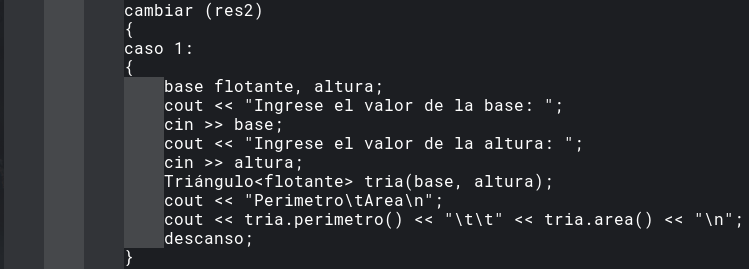 cambiar (res2)
{
caso 1:
{
base flotante, altura;
cout << "Ingrese el valor de la base: ";
cin >> base;
cout << "Ingrese el valor de la altura: ";
cin >> altura;
Triángulo<flotante> tria(base, altura);
cout << "Perimetro\tArea\n";
cout << tria.perimetro() << "\t\t" << tria.area() << "\n";
descanso;
}